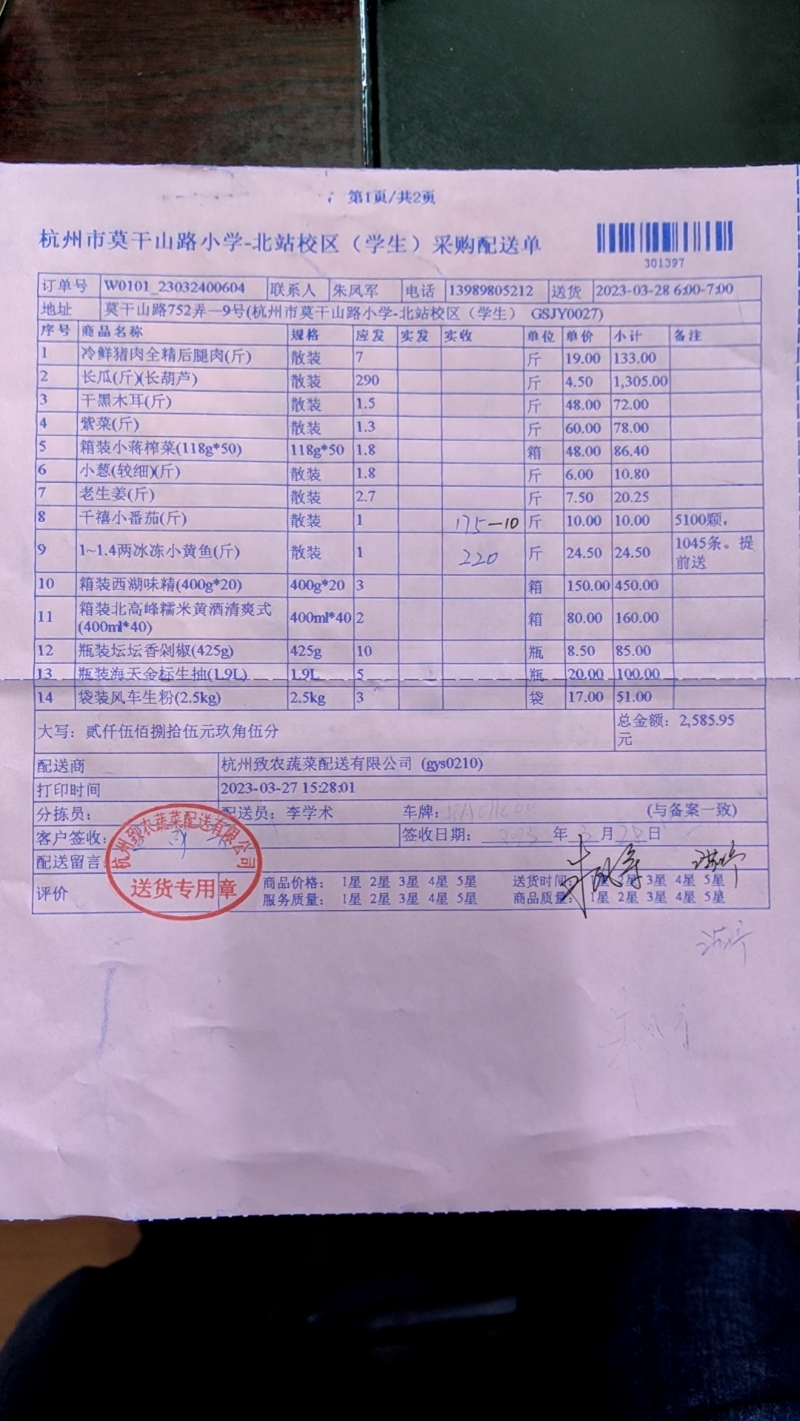 第1页/共2页
杭州市莫干山路小学-北站校区（学生）采购配送单
301397
订单号 W0101_23032400604 联系人 朱凤军 电话 13989805212 送货 2023-03-28 6:00-7:00
地址 莫干山路752弄一9号(杭州市莫干山路小学-北站校区（学生） GSJY0027)
序号 商品名称 规格 应发 实发 实收 单位 单价 小计 备注
1 冷鲜猪肉全精后腿肉(斤) 散装 7 斤 19.00 133.00
2 长瓜(斤)(长葫芦) 散装 290 斤 4.50 1,305.00
3 干黑木耳(斤) 散装 1.5 斤 48.00 72.00
4 紫菜(斤) 散装 1.3 斤 60.00 78.00
5 箱装小蒋榨菜(118g*50) 118g*50 1.8 箱 48.00 86.40
6 小葱(较细)(斤) 散装 1.8 斤 6.00 10.80
7 老生姜(斤) 散装 2.7 斤 7.50 20.25
8 千禧小番茄(斤) 散装 1 175-10 斤 10.00 10.00 5100颗，
9 1~1.4两冰冻小黄鱼(斤) 散装 1 220 斤 24.50 24.50 1045条。提
前送
10 箱装西湖味精(400g*20) 400g*20 3 箱 150.00 450.00
11 箱装北高峰糯米黄酒清爽式
(400ml*40) 400ml*40 2 箱 80.00 160.00
12 瓶装坛坛香剁椒(425g) 425g 10 瓶 8.50 85.00
13 瓶装海天金标生抽(1.9L) 1.9L 5 瓶 20.00 100.00
14 袋装风车生粉(2.5kg) 2.5kg 3 袋 17.00 51.00
大写：贰仟伍佰捌拾伍元玖角伍分 总金额：2,585.95
元
配送商 杭州致农蔬菜配送有限公司 (gys0210)
打印时间 2023-03-27 15:28:01
分拣员： 配送员：李学术 车牌： (与备案一致)
客户签收： 签收日期： 年 3 月 28 日
配送留言
评价 商品价格： 1星 2星 3星 4星 5星 送货时间： 1星 2星 3星 4星 5星
服务质量： 1星 2星 3星 4星 5星 商品质量： 1星 2星 3星 4星 5星
杭州致农蔬菜配送有限公司
送货专用章
朱凤军